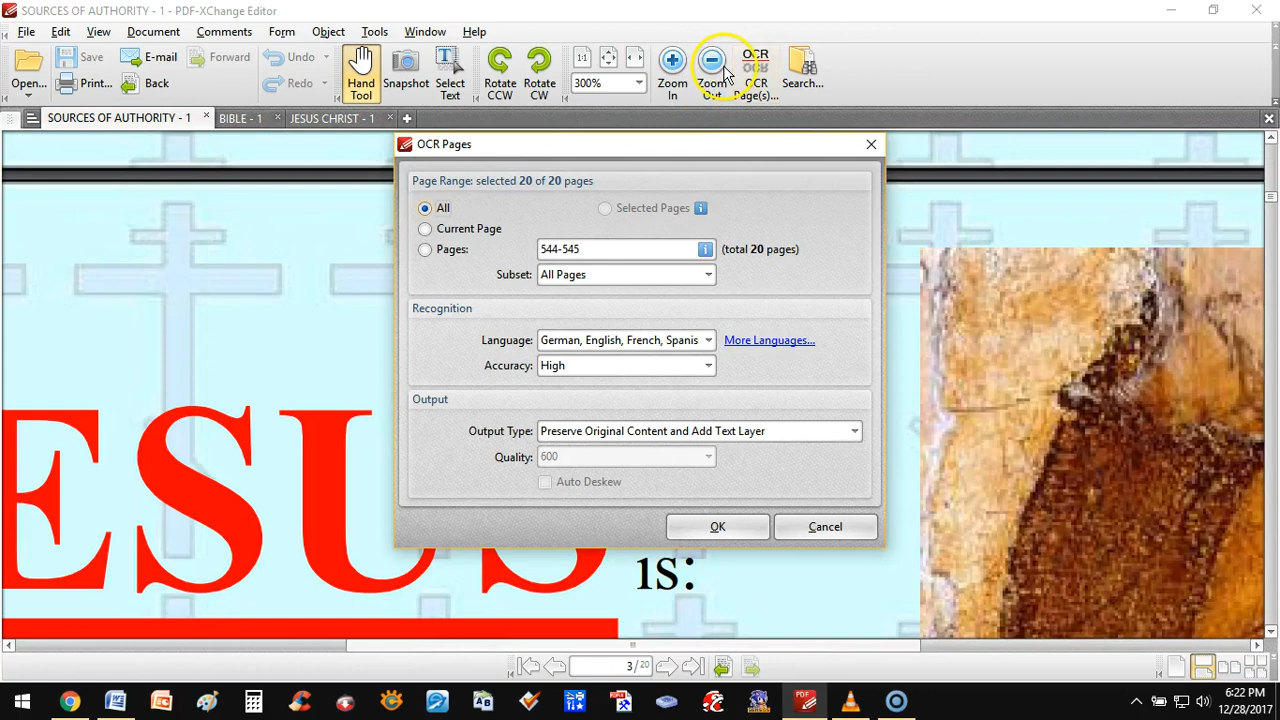 SOURCES OF AUTHORITY - 1 - PDF-XChange Editor
File Edit View Document Comments Form Object Tools Window Help
Open... Save E-mail Forward Undo
Print... Back Redo
Hand Tool Snapshot Select Text Rotate CCW Rotate CW 1:1 300% Zoom In Zoom Out OCR Page(s)... Search...
OCR
SOURCES OF AUTHORITY - 1 BIBLE - 1 JESUS CHRIST - 1
OCR Pages
Page Range: selected 20 of 20 pages
All Selected Pages
Current Page
Pages: 544-545 (total 20 pages)
Subset: All Pages
Recognition
Language: German, English, French, Spanis More Languages...
Accuracy: High
Output
Output Type: Preserve Original Content and Add Text Layer
Quality: 600
Auto Deskew
OK Cancel
ESUS is:
3 / 20
PDF
6:22 PM
12/28/2017